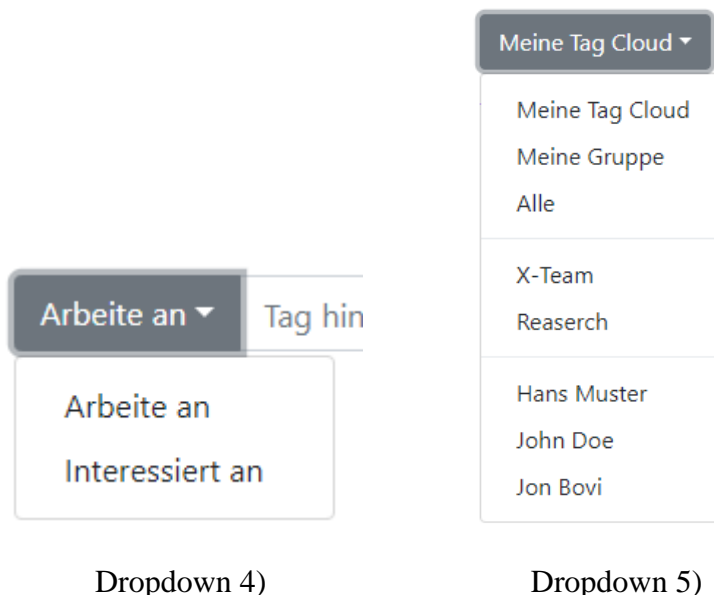 Arbeite an
Tag hin
Arbeite an
Interessiert an
Dropdown 4)
Meine Tag Cloud
Meine Tag Cloud
Meine Gruppe
Alle
X-Team
Reaserch
Hans Muster
John Doe
Jon Bovi
Dropdown 5)